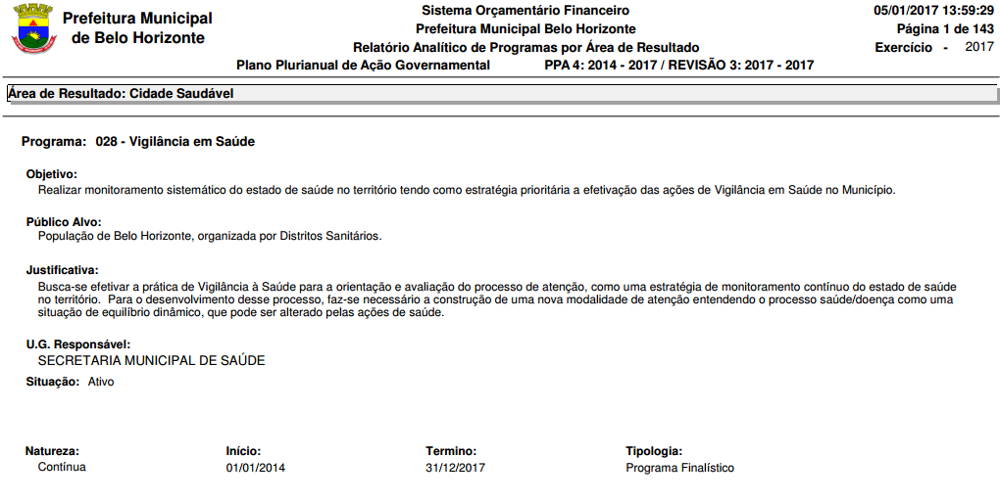 Prefeitura Municipal
de Belo Horizonte
Sistema Orçamentário Financeiro
Prefeitura Municipal Belo Horizonte
Relatório Analítico de Programas por Área de Resultado
Plano Plurianual de Ação Governamental PPA 4: 2014 - 2017 / REVISÃO 3: 2017 - 2017
05/01/2017 13:59:29
Página 1 de 143
Exercício - 2017
Área de Resultado: Cidade Saudável
Programa: 028 - Vigilância em Saúde
Objetivo:
Realizar monitoramento sistemático do estado de saúde no território tendo como estratégia prioritária a efetivação das ações de Vigilância em Saúde no Município.
Público Alvo:
População de Belo Horizonte, organizada por Distritos Sanitários.
Justificativa:
Busca-se efetivar a prática de Vigilância à Saúde para a orientação e avaliação do processo de atenção, como uma estratégia de monitoramento contínuo do estado de saúde
no território. Para o desenvolvimento desse processo, faz-se necessário a construção de uma nova modalidade de atenção entendendo o processo saúde/doença como uma
situação de equilíbrio dinâmico, que pode ser alterado pelas ações de saúde.
U.G. Responsável:
SECRETARIA MUNICIPAL DE SAÚDE
Situação: Ativo
Natureza: Início: Termino: Tipologia:
Contínua 01/01/2014 31/12/2017 Programa Finalístico